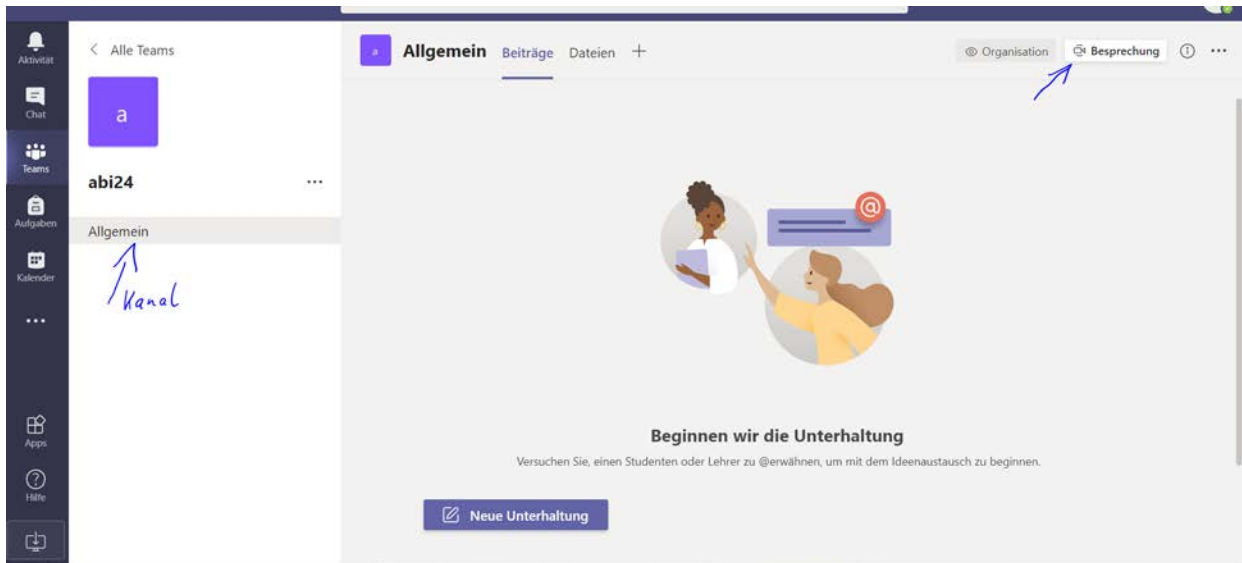 Aktivität
Chat
Teams
Aufgaben
Kalender
Apps
Hilfe
Alle Teams
a
abi24
Allgemein
Kanal
a Allgemein Beiträge Dateien
Organisation Besprechung
@
Beginnen wir die Unterhaltung
Versuchen Sie, einen Studenten oder Lehrer zu @erwähnen, um mit dem Ideenaustausch zu beginnen.
Neue Unterhaltung